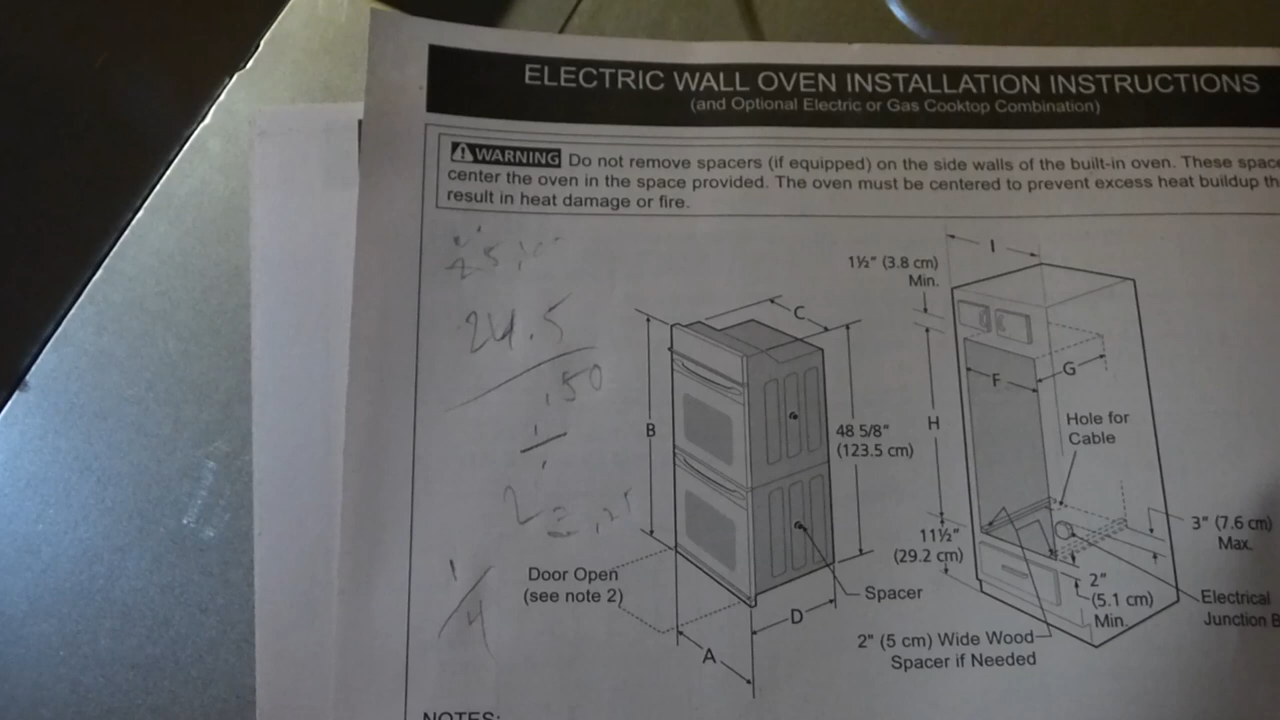 ELECTRIC WALL OVEN INSTALLATION INSTRUCTIONS
(and Optional Electric or Gas Cooktop Combination)
WARNING Do not remove spacers (if equipped) on the side walls of the built-in oven. These
center the oven in the space provided. The oven must be centered to prevent excess heat buildup
result in heat damage or fire.
24.5
.50
1/4
I
1½" (3.8 cm)
Min.
C
F
G
B
H
48 5/8"
(123.5 cm)
Hole for
Cable
11½"
(29.2 cm)
3" (7.6 cm)
Max.
Door Open
(see note 2)
Spacer
2"
(5.1 cm)
Min.
Electrical
Junction
D
A
2" (5 cm) Wide Wood
Spacer if Needed
NOTES: